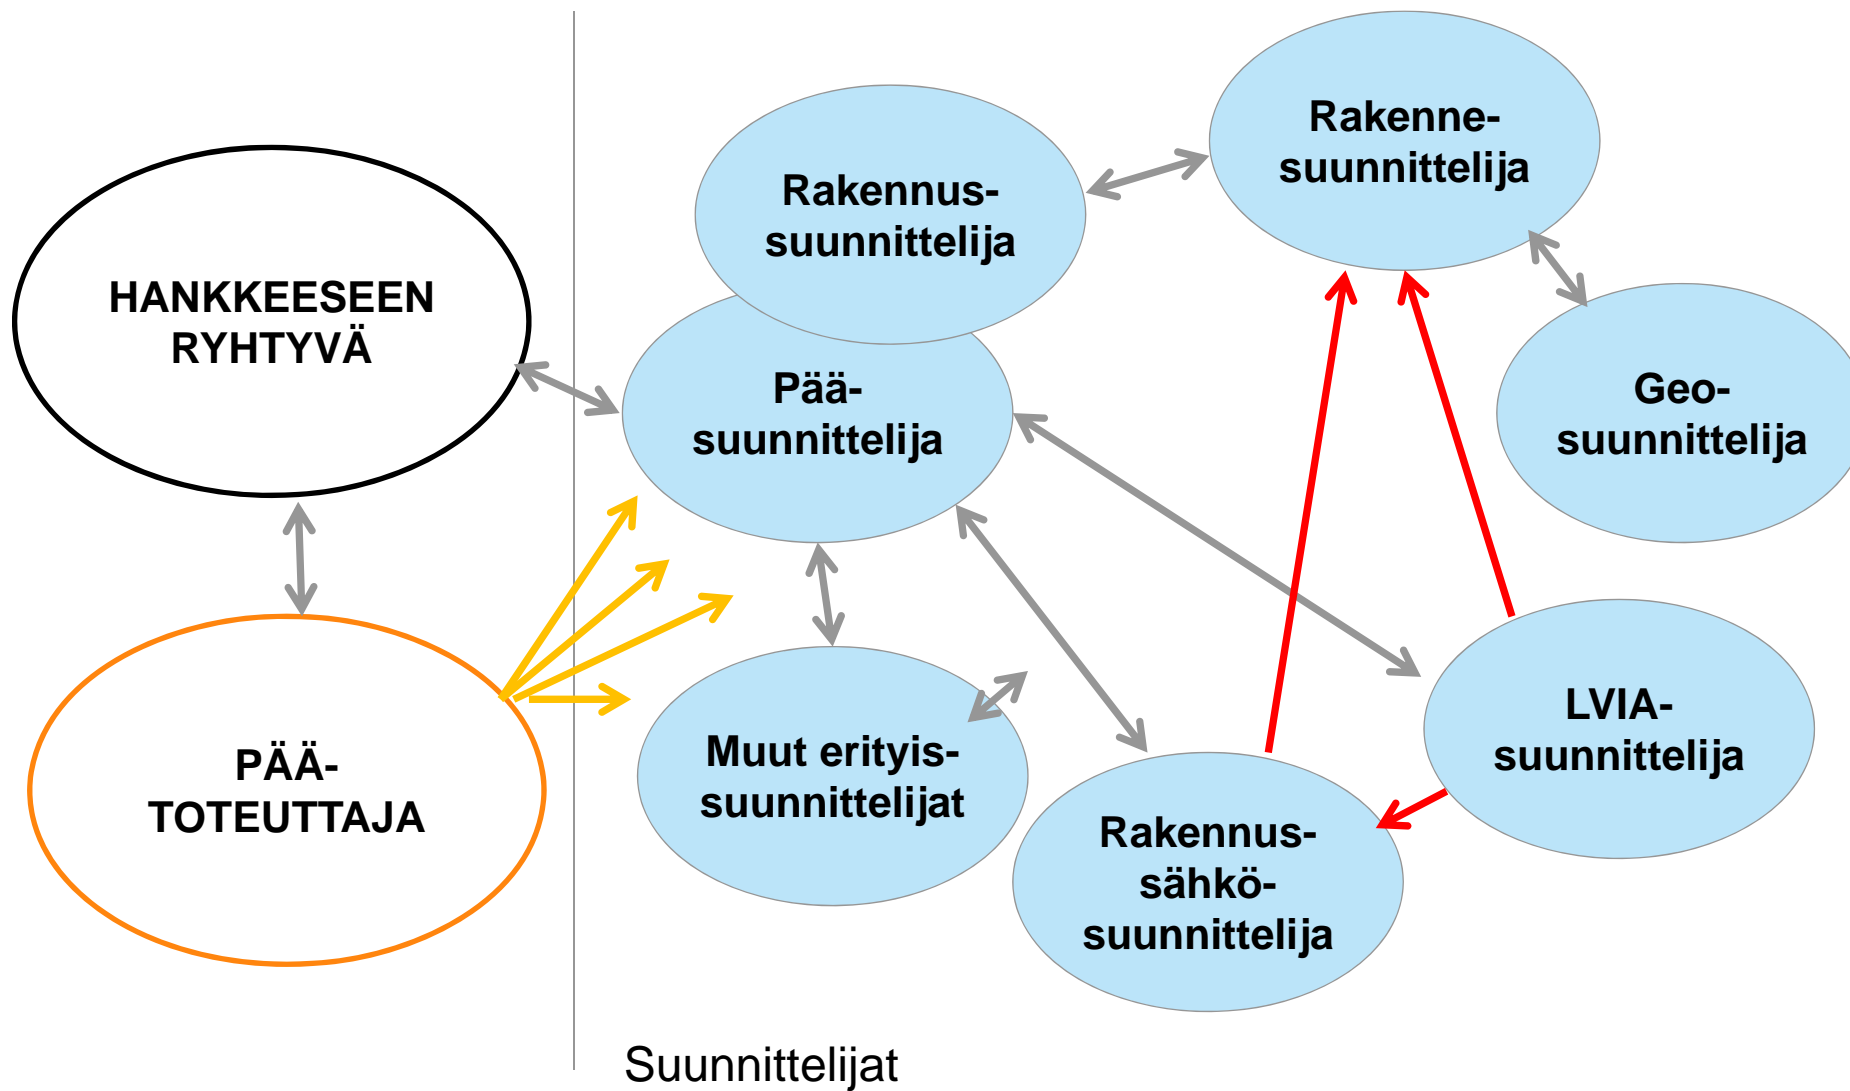 HANKKEESEEN
RYHTYVÄ
PÄÄ-
TOTEUTTAJA
Rakennus-
suunnittelija
Pää-
suunnittelija
Rakenne-
suunnittelija
Geo-
suunnittelija
LVIA-
suunnittelija
Muut erityis-
suunnittelijat
Rakennus-
sähkö-
suunnittelija
Suunnittelijat